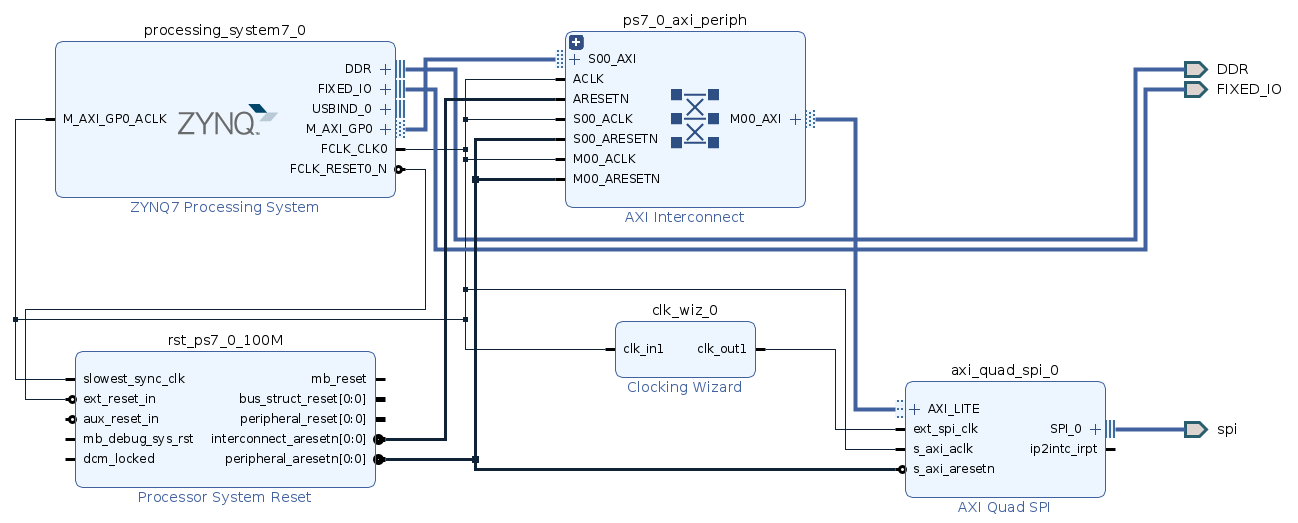 processing_system7_0
DDR
FIXED_IO
USBIND_0
M_AXI_GP0_ACLK
ZYNQ
M_AXI_GP0
FCLK_CLK0
FCLK_RESET0_N
ZYNQ7 Processing System
ps7_0_axi_periph
S00_AXI
ACLK
ARESETN
S00_ACLK
M00_AXI
S00_ARESETN
M00_ACLK
M00_ARESETN
AXI Interconnect
DDR
FIXED_IO
rst_ps7_0_100M
slowest_sync_clk
mb_reset
ext_reset_in
bus_struct_reset[0:0]
aux_reset_in
peripheral_reset[0:0]
mb_debug_sys_rst
interconnect_aresetn[0:0]
dcm_locked
peripheral_aresetn[0:0]
Processor System Reset
clk_wiz_0
clk_in1
clk_out1
Clocking Wizard
axi_quad_spi_0
AXI_LITE
ext_spi_clk
SPI_0
s_axi_aclk
ip2intc_irpt
s_axi_aresetn
AXI Quad SPI
spi